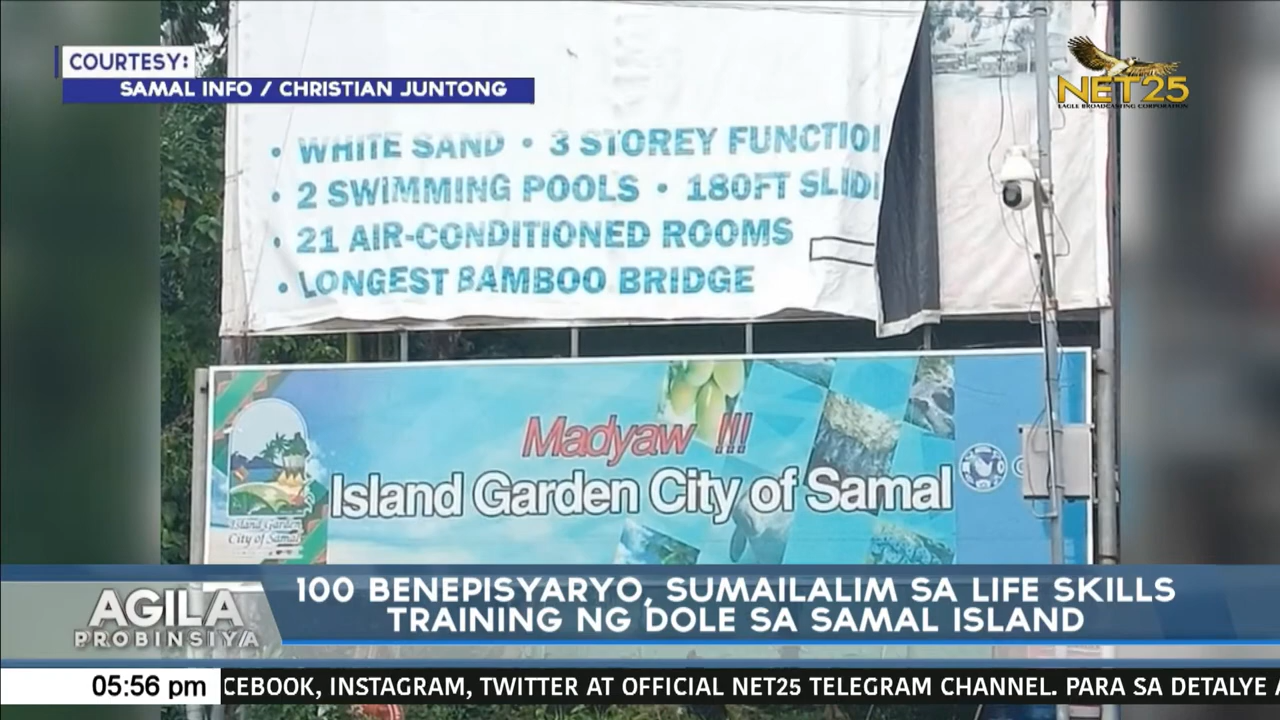 COURTESY:
SAMAL INFO / CHRISTIAN JUNTONG
NET25
EAGLE BROADCASTING CORPORATION
• WHITE SAND • 3 STOREY FUNCTION
• 2 SWIMMING POOLS • 180FT SLID
• 21 AIR-CONDITIONED ROOMS
• LONGEST BAMBOO BRIDGE
Madyaw !!!
Island Garden City of Samal
Island Garden
City of Samal
AGILA
PROBINSIYA
100 BENEPISYARYO, SUMAILALIM SA LIFE SKILLS
TRAINING NG DOLE SA SAMAL ISLAND
05:56 pm
CEBOOK, INSTAGRAM, TWITTER AT OFFICIAL NET25 TELEGRAM CHANNEL. PARA SA DETALYE A